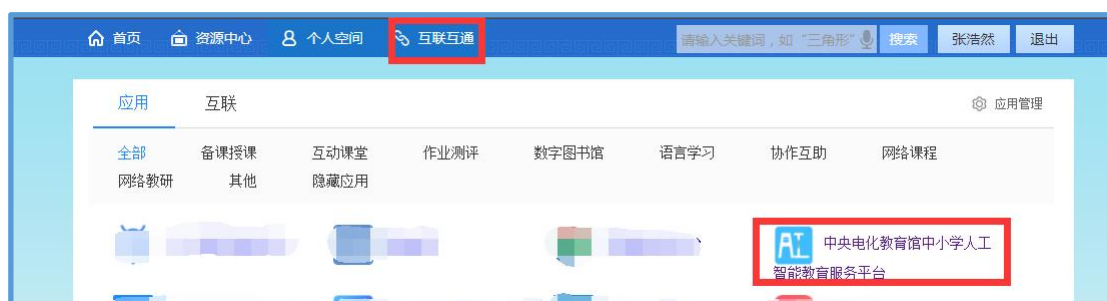 首页 资源中心 个人空间 互联互通 请输入关键词，如“三角形” 搜索 张浩然 退出
应用 互联 应用管理
全部 备课授课 互动课堂 作业测评 数字图书馆 语言学习 协作互助 网络课程
网络教研 其他 隐藏应用
AI 中央电化教育馆中小学人工
智能教育服务平台